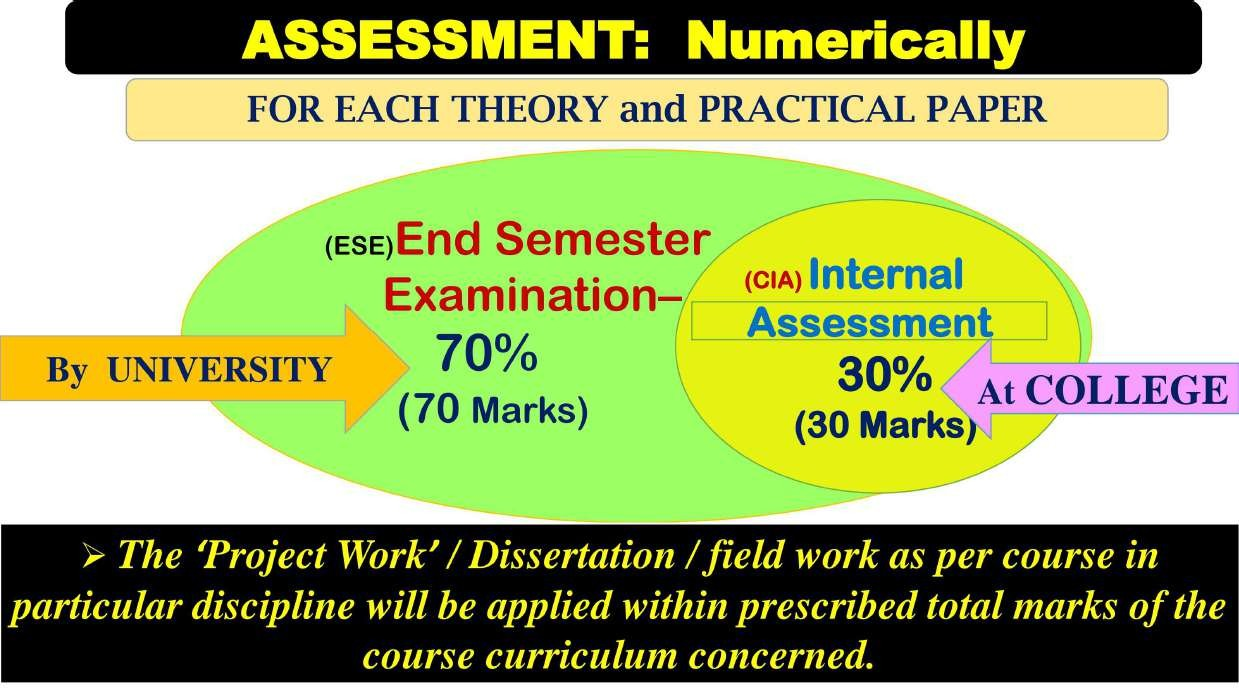 ASSESSMENT: Numerically
FOR EACH THEORY and PRACTICAL PAPER
(ESE)End Semester
Examination–
70%
(70 Marks)
(CIA) Internal
Assessment
30%
(30 Marks)
By UNIVERSITY
At COLLEGE
➢ The ‘Project Work’ / Dissertation / field work as per course in
particular discipline will be applied within prescribed total marks of the
course curriculum concerned.